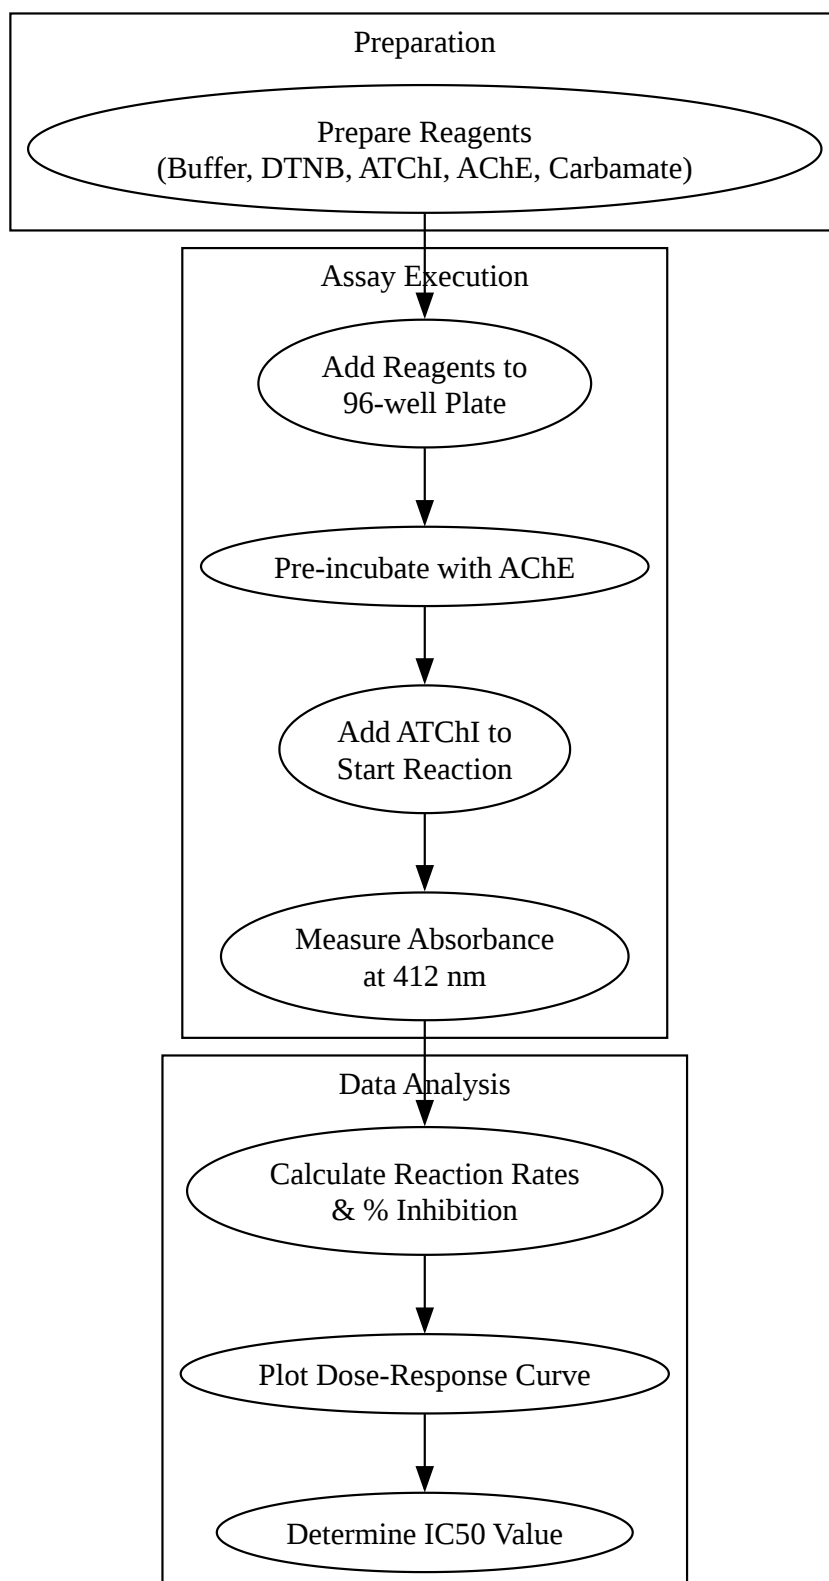 Preparation
Prepare Reagents
(Buffer, DTNB, ATChI, AChE, Carbamate)
Assay Execution
Add Reagents to
96-well Plate
Pre-incubate with AChE
Add ATChI to
Start Reaction
Measure Absorbance
at 412 nm
Data Analysis
Calculate Reaction Rates
& % Inhibition
Plot Dose-Response Curve
Determine IC50 Value